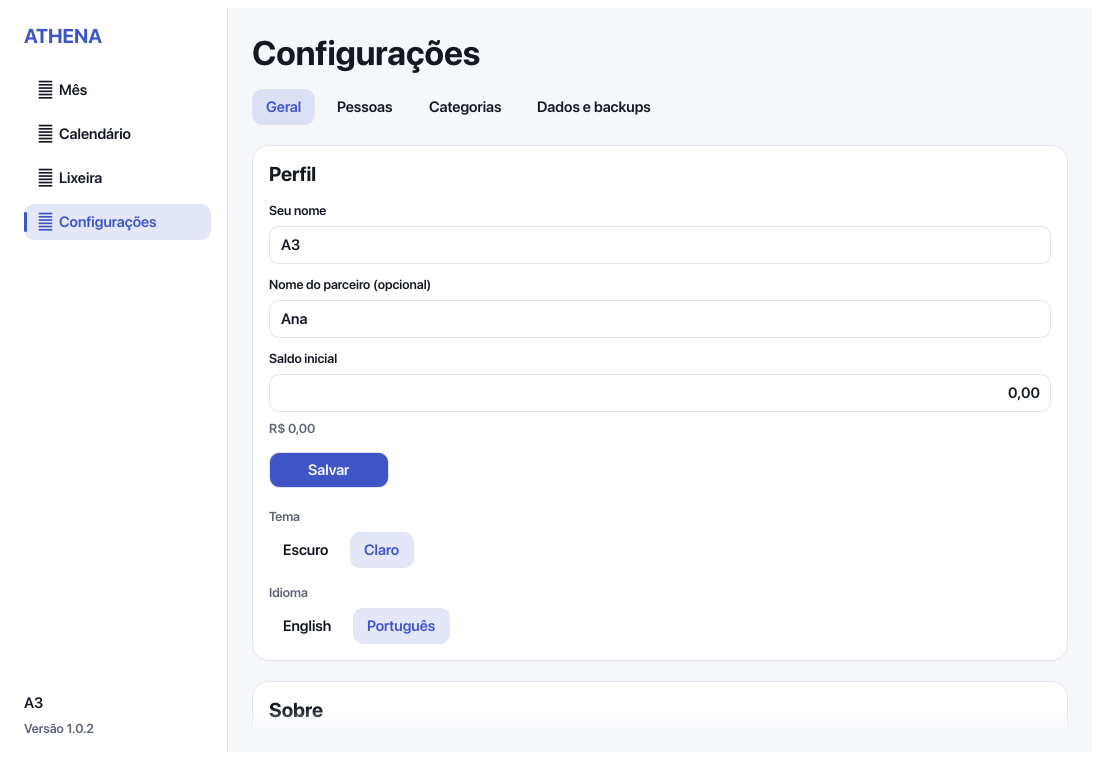 ATHENA
Mês
Calendário
Lixeira
Configurações
A3
Versão 1.0.2
Configurações
Geral Pessoas Categorias Dados e backups
Perfil
Seu nome
A3
Nome do parceiro (opcional)
Ana
Saldo inicial
0,00
R$ 0,00
Salvar
Tema
Escuro Claro
Idioma
English Português
Sobre